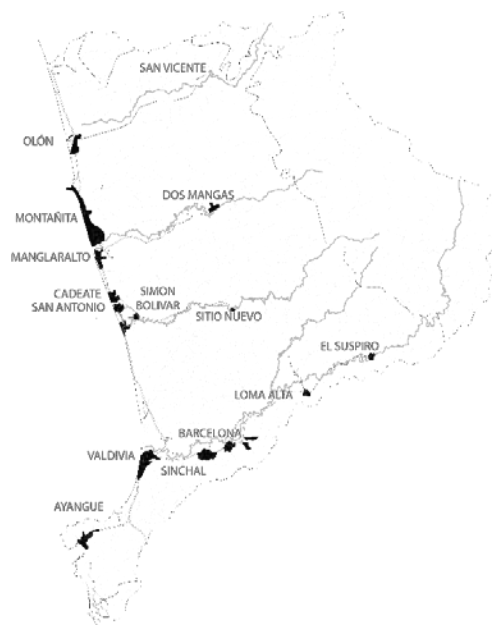 SAN VICENTE
OLÓN
DOS MANGAS
MONTAÑITA
MANGLARALTO
CADEATE
SAN ANTONIO
SIMON
BOLIVAR
SITIO NUEVO
EL SUSPIRO
LOMA ALTA
BARCELONA
VALDIVIA
SINCHAL
AYANGUE